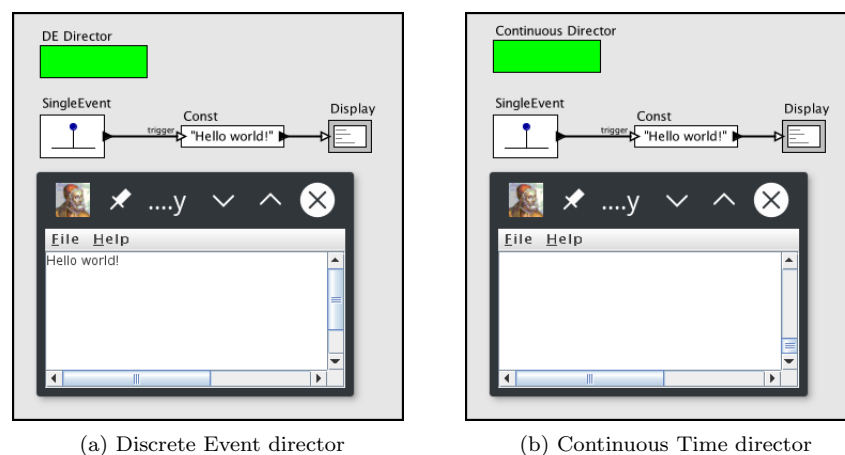 DE Director
SingleEvent
trigger
Const
"Hello world!"
Display
....y
File Help
Hello world!
(a) Discrete Event director
Continuous Director
SingleEvent
trigger
Const
"Hello world!"
Display
....y
File Help
(b) Continuous Time director